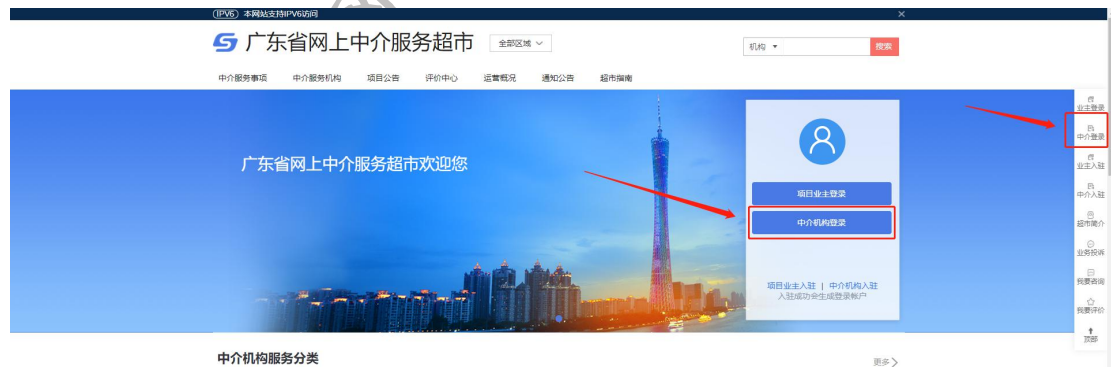 IPV6 本网站支持IPV6访问
广东省网上中介服务超市 全部区域
机构 搜索
中介服务事项 中介服务机构 项目公告 评价中心 运营概况 通知公告 超市指南
广东省网上中介服务超市欢迎您
项目业主登录
中介机构登录
项目业主入驻 | 中介机构入驻
入驻成功会生成登录帐户
业主登录
中介登录
业主入驻
中介入驻
超市简介
业务投诉
我要咨询
我要评价
顶部
中介机构服务分类
更多